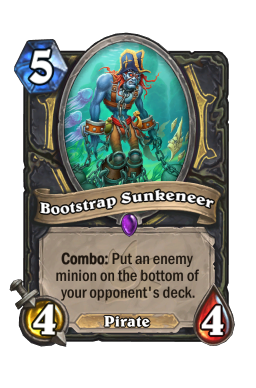 5
Bootstrap Sunkeneer
Combo: Put an enemy
minion on the bottom of
your opponent's deck.
4
Pirate
4